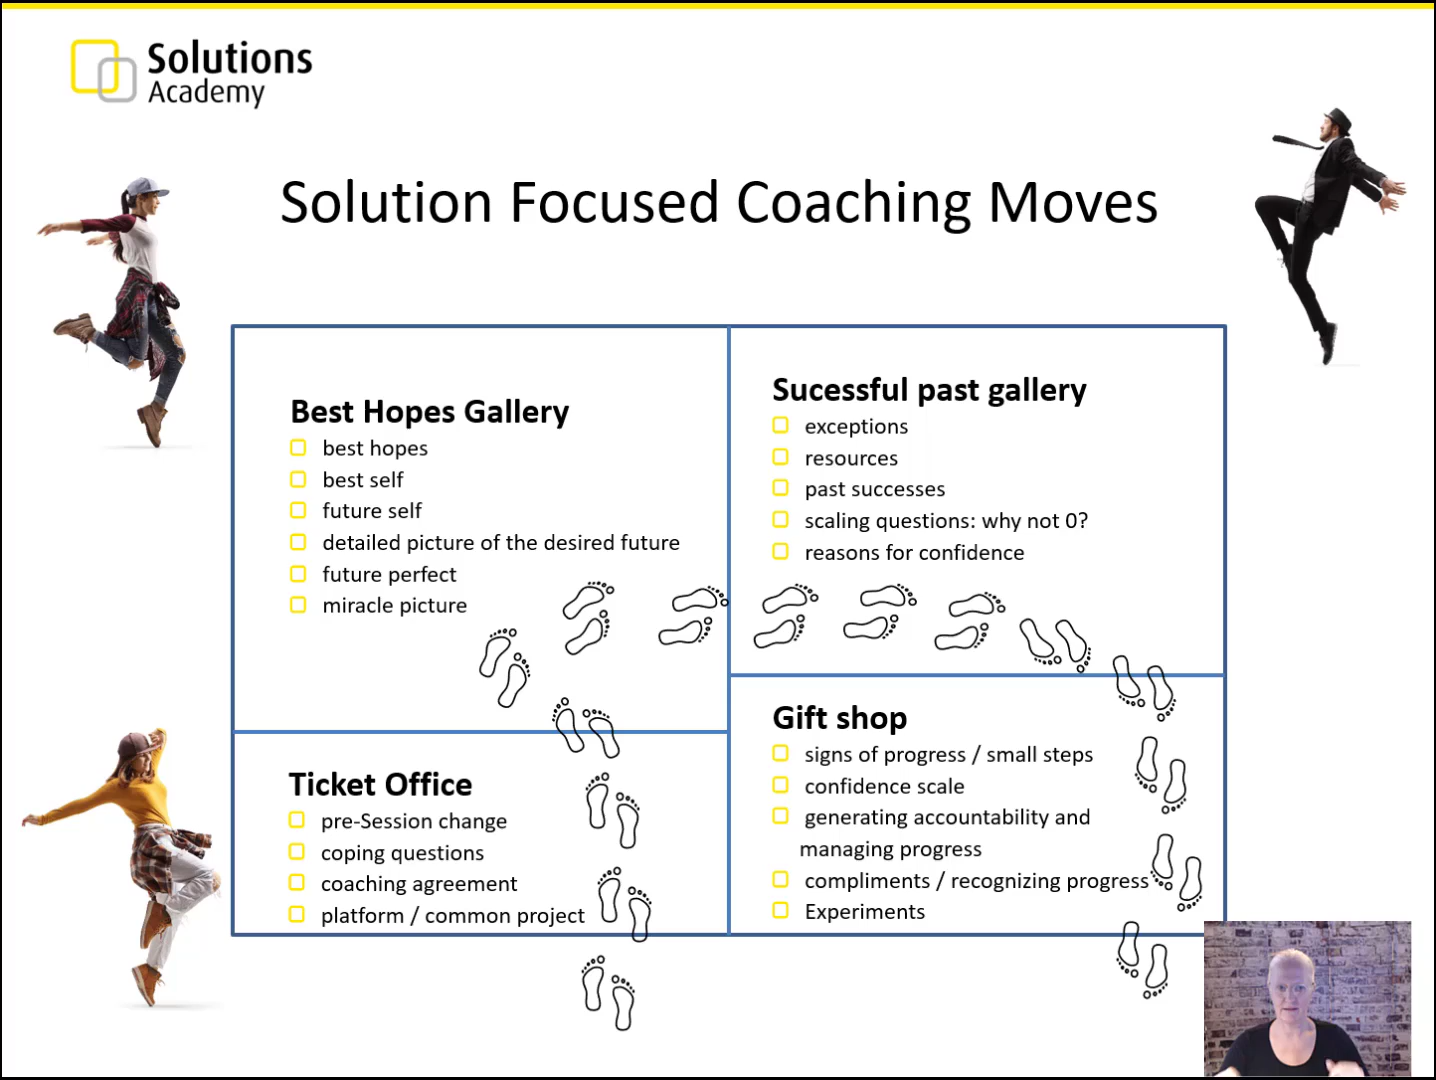 Solutions
Academy
Solution Focused Coaching Moves
Best Hopes Gallery
best hopes
best self
future self
detailed picture of the desired future
future perfect
miracle picture
Sucessful past gallery
exceptions
resources
past successes
scaling questions: why not 0?
reasons for confidence
Ticket Office
pre-Session change
coping questions
coaching agreement
platform / common project
Gift shop
signs of progress / small steps
confidence scale
generating accountability and
managing progress
compliments / recognizing progress
Experiments